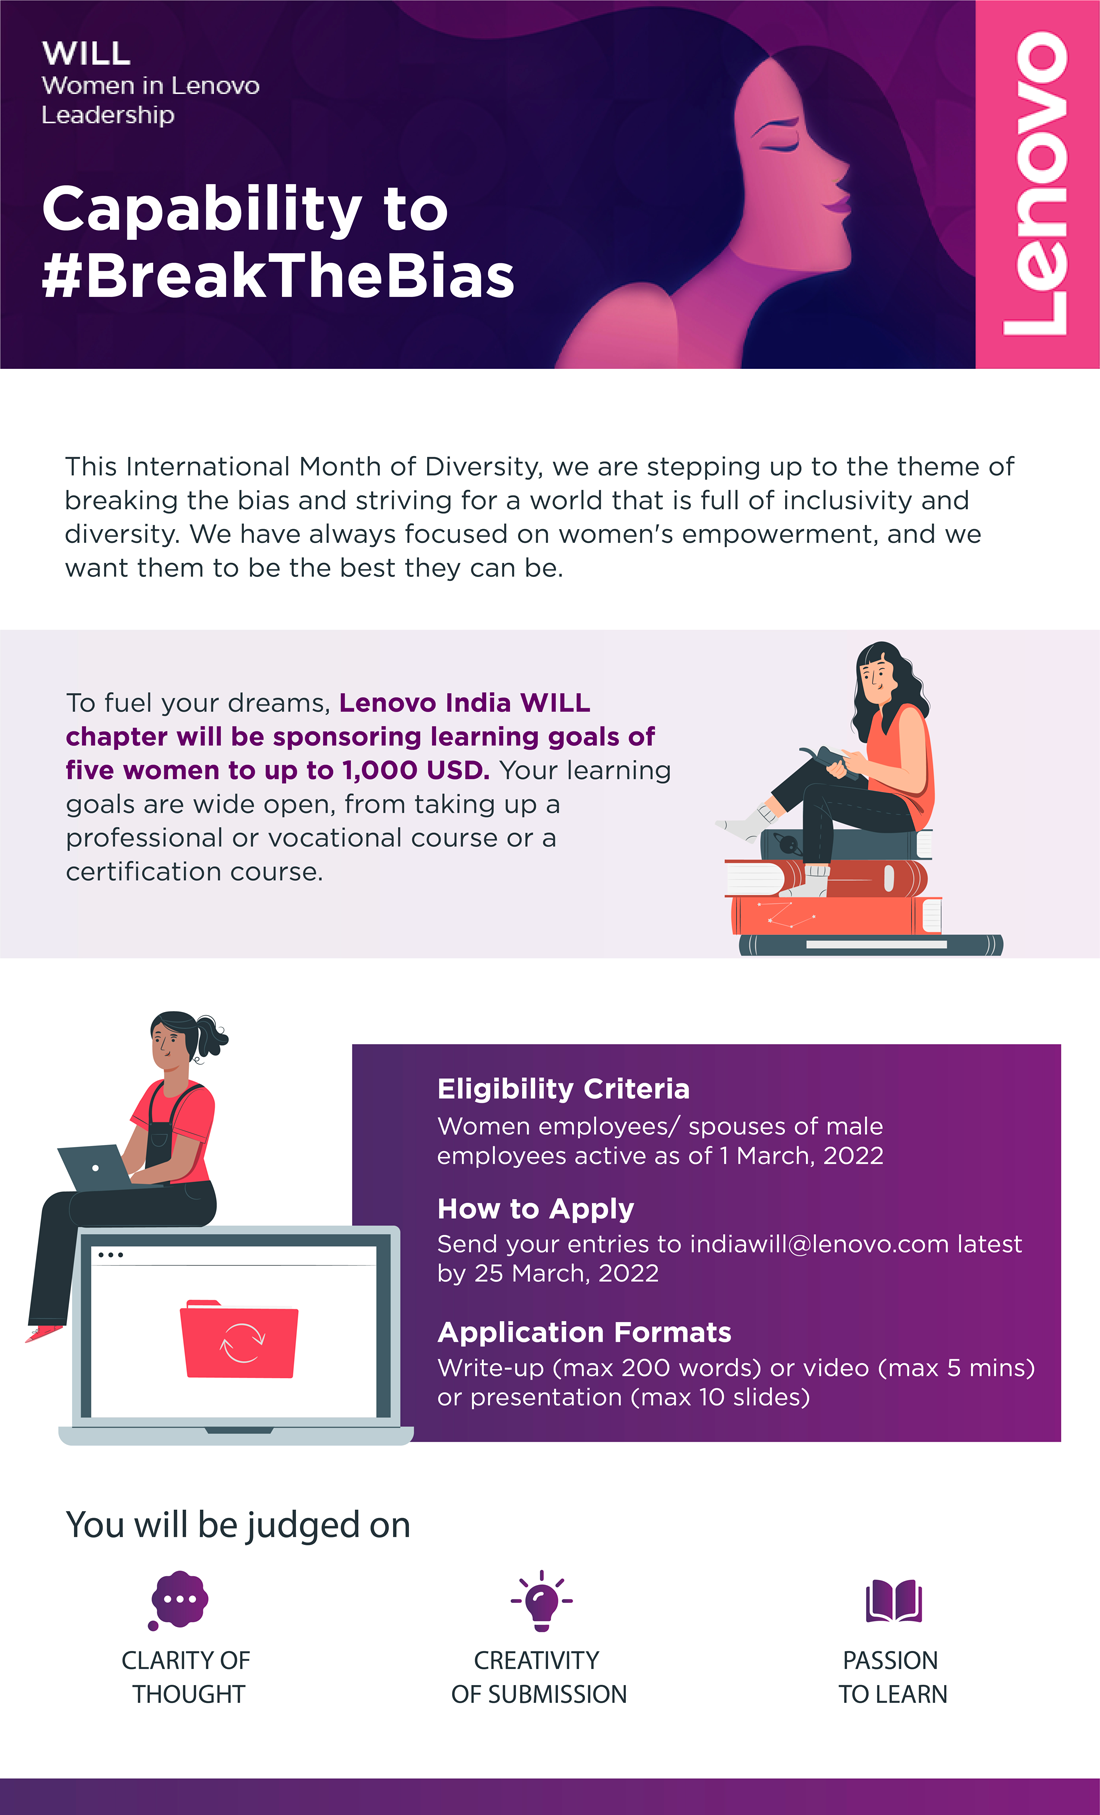 WILL
Women in Lenovo
Leadership
Lenovo
Capability to
#BreakTheBias
This International Month of Diversity, we are stepping up to the theme of
breaking the bias and striving for a world that is full of inclusivity and
diversity. We have always focused on women's empowerment, and we
want them to be the best they can be.
To fuel your dreams, Lenovo India WILL
chapter will be sponsoring learning goals of
five women to up to 1,000 USD. Your learning
goals are wide open, from taking up a
professional or vocational course or a
certification course.
Eligibility Criteria
Women employees/ spouses of male
employees active as of 1 March, 2022
How to Apply
Send your entries to indiawill@lenovo.com latest
by 25 March, 2022
Application Formats
Write-up (max 200 words) or video (max 5 mins)
or presentation (max 10 slides)
You will be judged on
CLARITY OF
THOUGHT
CREATIVITY
OF SUBMISSION
PASSION
TO LEARN